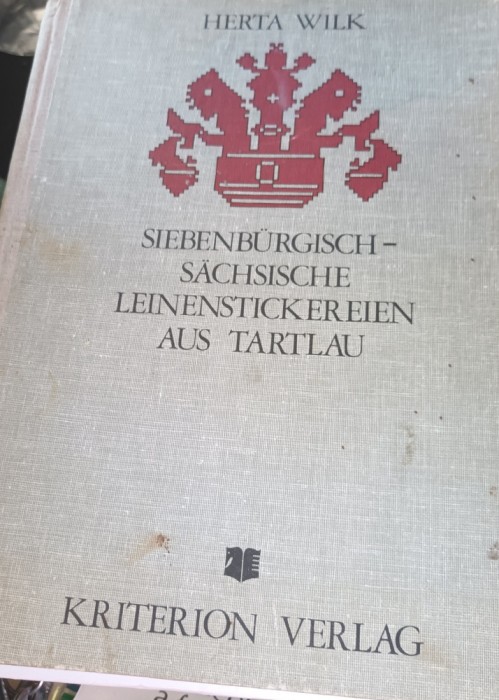 HERTA WILK
SIEBENBÜRGISCH-
SÄCHSISCHE
LEINENSTICKEREIEN
AUS TARTLAU
KRITERION VERLAG